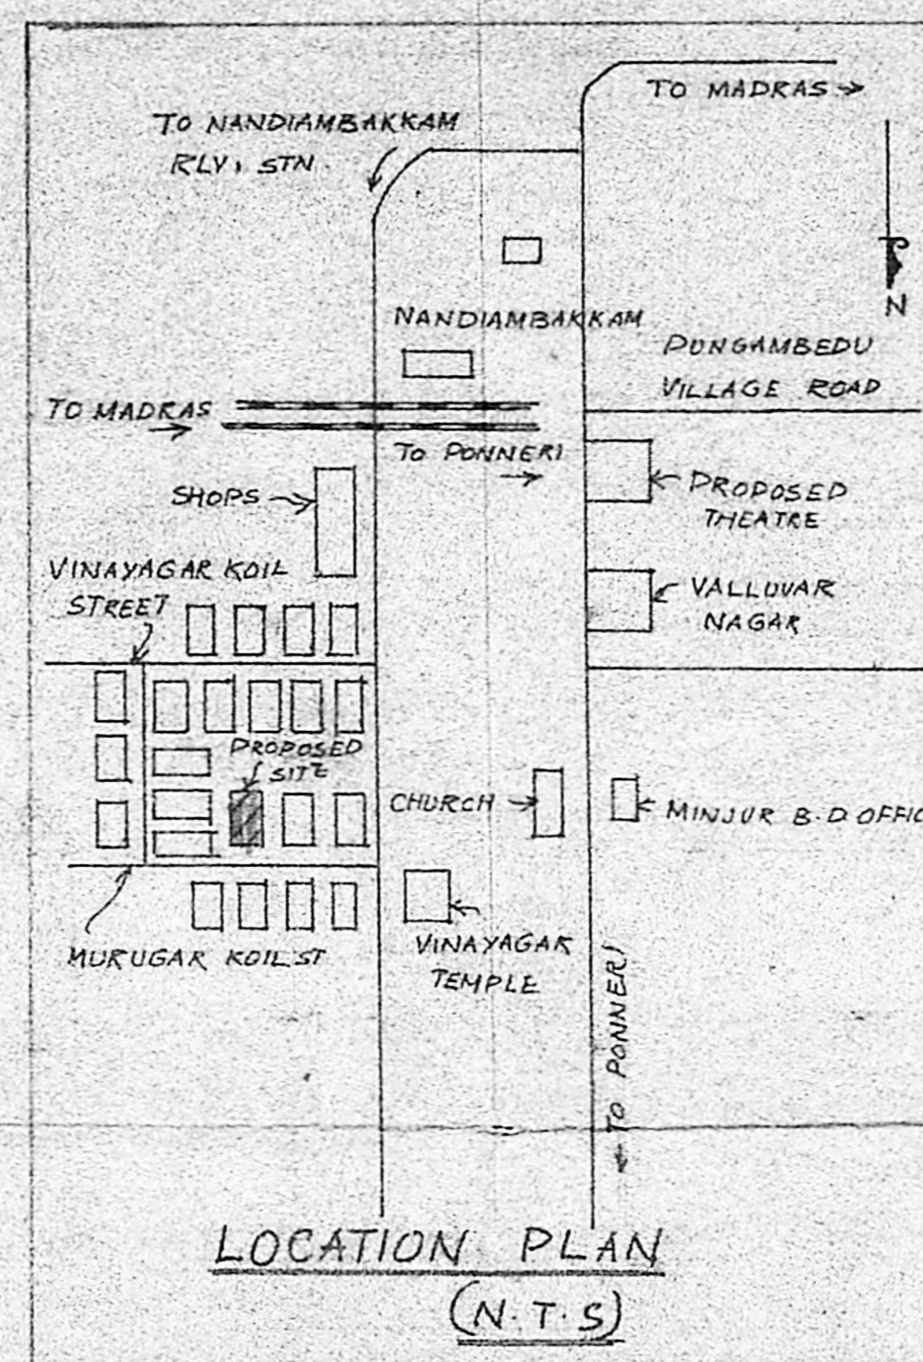 TO MADRAS →
TO NANDIAMBAKKAM
RLY. STN.
N
NANDIAMBAKKAM
PUNGAMBEDU
VILLAGE ROAD
TO MADRAS
→
TO PONNERI
→
SHOPS
PROPOSED
THEATRE
VINAYAGAR KOIL
STREET
VALLUVAR
NAGAR
PROPOSED
SITE
CHURCH
MINJUR B.D OFFIC
MURUGAR KOIL ST
VINAYAGAR
TEMPLE
← TO PONNERI
LOCATION PLAN
(N.T.S)